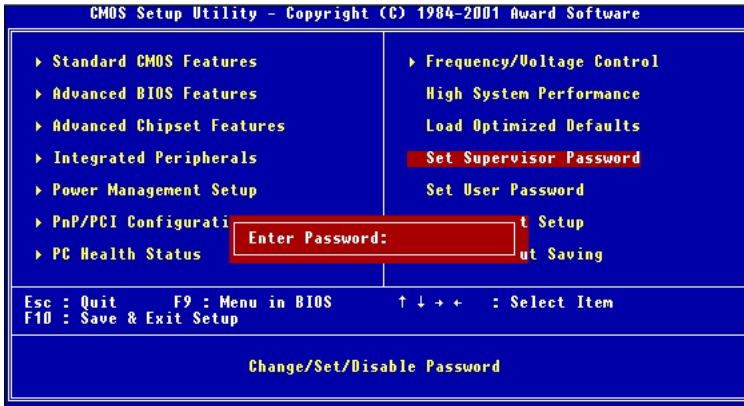 CMOS Setup Utility - Copyright (C) 1984-2001 Award Software
Standard CMOS Features
Advanced BIOS Features
Advanced Chipset Features
Integrated Peripherals
Power Management Setup
PnP/PCI Configurati
PC Health Status
Frequency/Voltage Control
High System Performance
Load Optimized Defaults
Set Supervisor Password
Set User Password
t Setup
ut Saving
Enter Password:
Esc : Quit F9 : Menu in BIOS ↑ ↓ → ← : Select Item
F10 : Save & Exit Setup
Change/Set/Disable Password